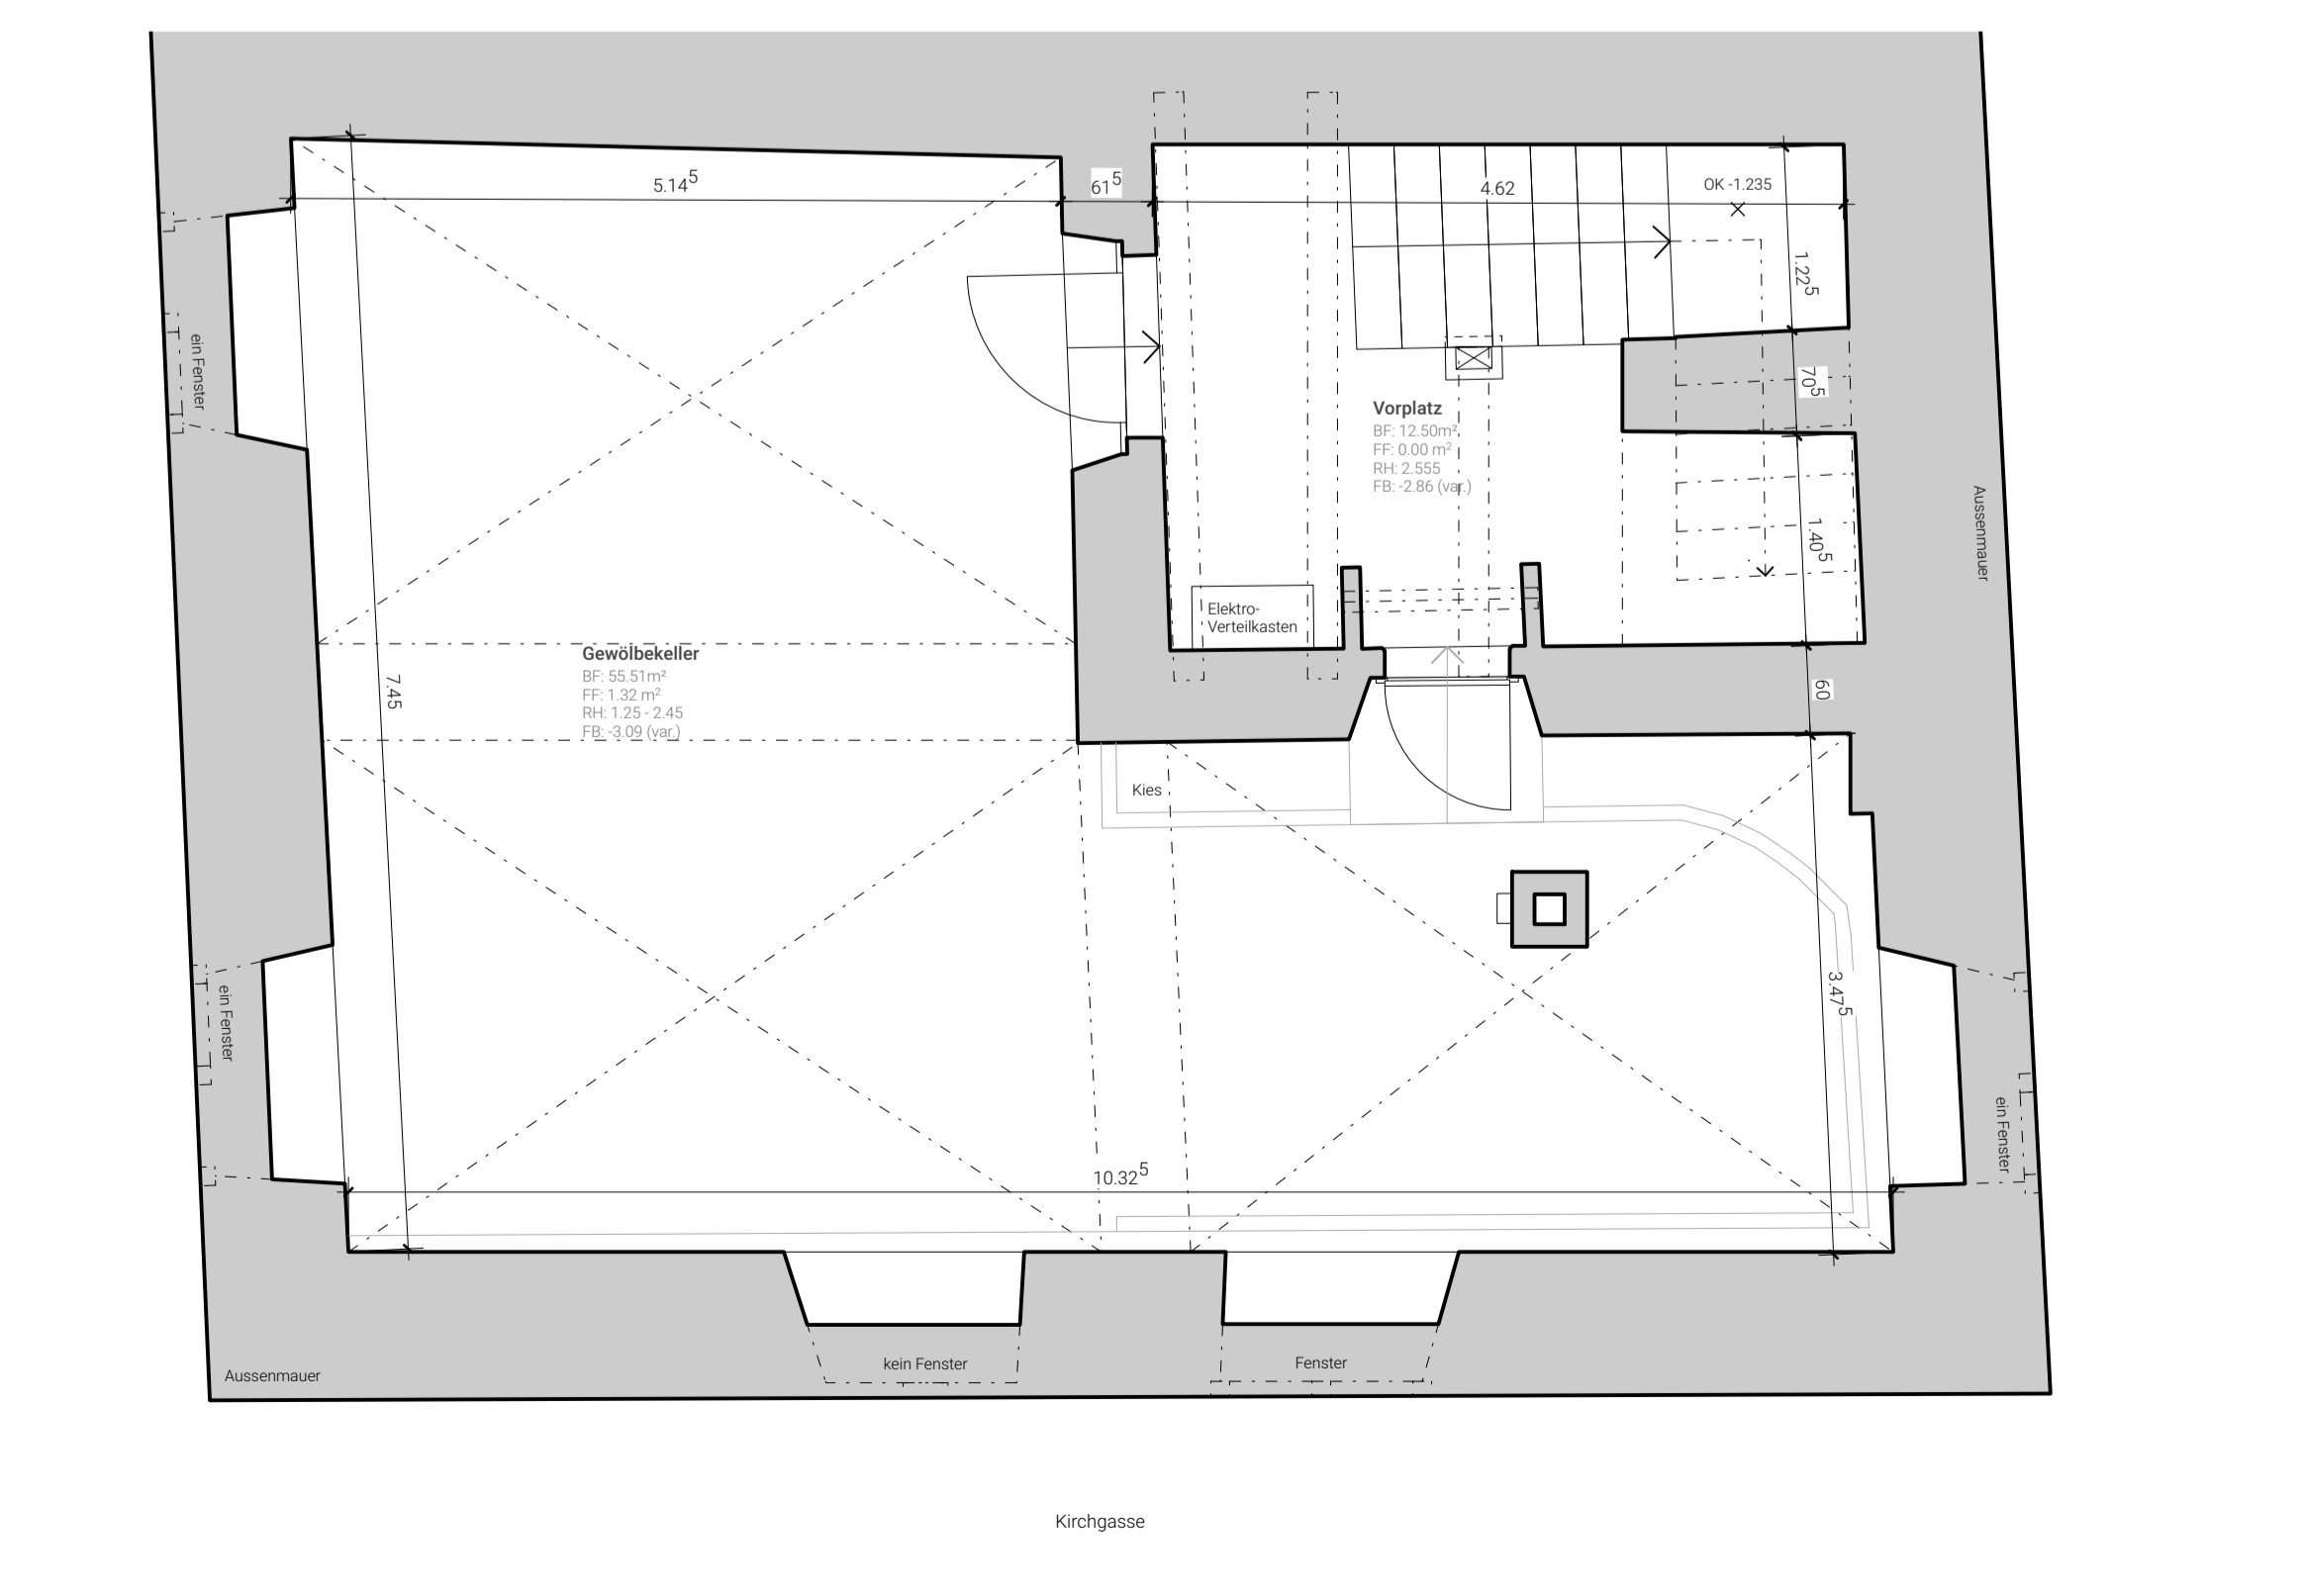 5.14⁵
61⁵
4.62
OK -1.235
1.22⁵
ein Fenster
70⁵
Vorplatz
BF: 12.50m²
FF: 0.00 m²
RH: 2.555
FB: -2.86 (var.)
Aussenmauer
1.40⁵
Elektro-
Verteilkasten
Gewölbekeller
BF: 55.51m²
FF: 1.32 m²
RH: 1.25 - 2.45
FB: -3.09 (var.)
7.45
60
Kies
ein Fenster
3.47⁵
ein Fenster
10.32⁵
kein Fenster
Fenster
Aussenmauer
Kirchgasse